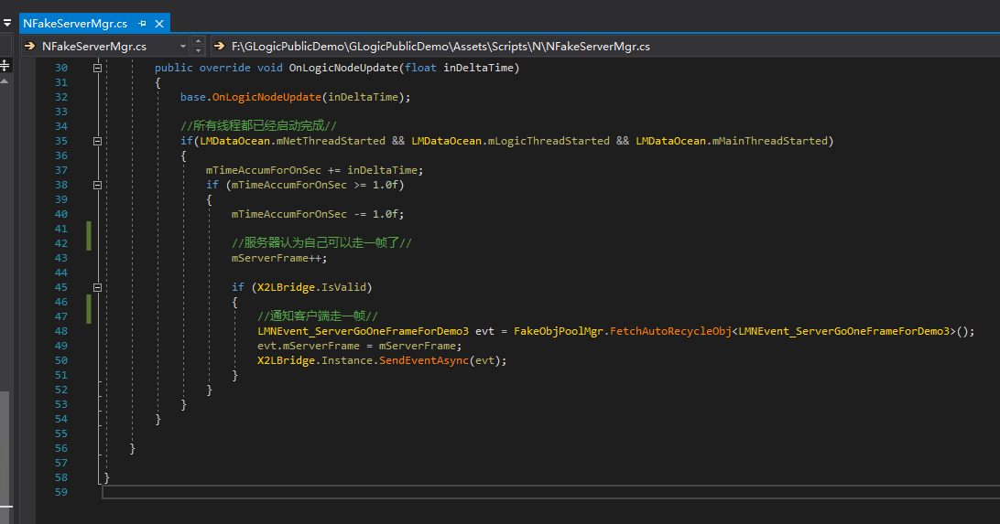 NFakeServerMgr.cs
NFakeServerMgr.cs F:\GLogicPublicDemo\GLogicPublicDemo\Assets\Scripts\N\NFakeServerMgr.cs
30 public override void OnLogicNodeUpdate(float inDeltaTime)
31 {
32 base.OnLogicNodeUpdate(inDeltaTime);
33
34 //所有线程都已经启动完成//
35 if(LMDataOcean.mNetThreadStarted && LMDataOcean.mLogicThreadStarted && LMDataOcean.mMainThreadStarted)
36 {
37 mTimeAccumForOnSec += inDeltaTime;
38 if (mTimeAccumForOnSec >= 1.0f)
39 {
40 mTimeAccumForOnSec -= 1.0f;
41
42 //服务器认为自己可以走一帧了//
43 mServerFrame++;
44
45 if (X2LBridge.IsValid)
46 {
47 //通知客户端走一帧//
48 LMNEvent_ServerGoOneFrameForDemo3 evt = FakeObjPoolMgr.FetchAutoRecycleObj<LMNEvent_ServerGoOneFrameForDemo3>();
49 evt.mServerFrame = mServerFrame;
50 X2LBridge.Instance.SendEventAsync(evt);
51 }
52 }
53 }
54 }
55
56 }
57
58 }
59